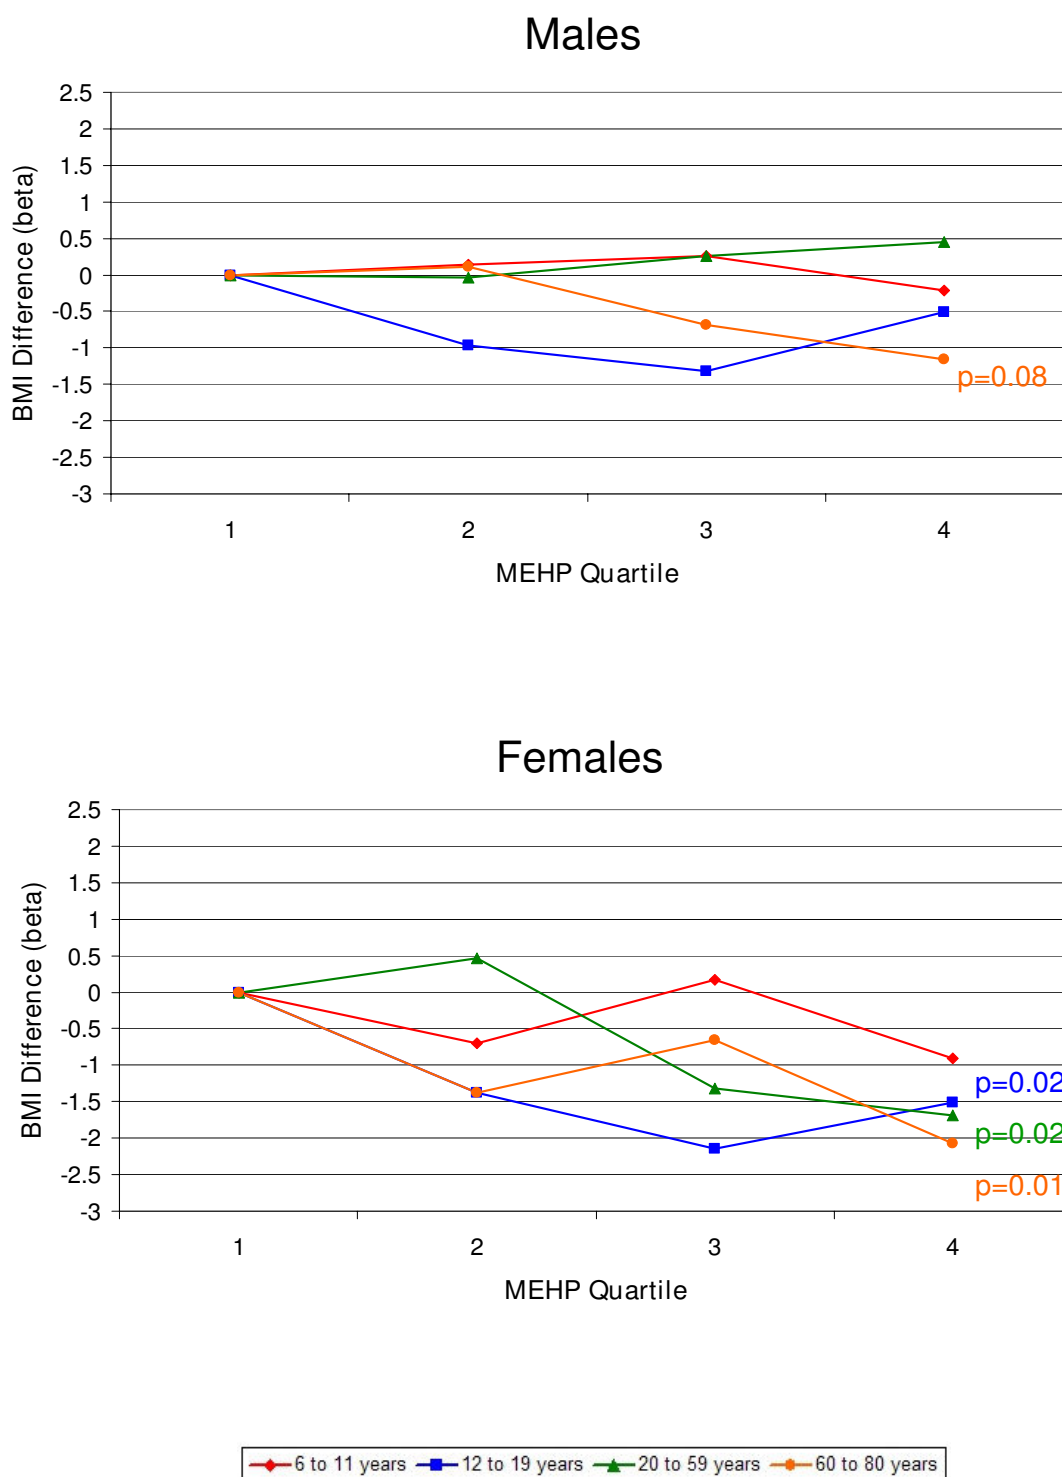 Males
2.5
2
1.5
1
0.5
0
-0.5
-1
-1.5
-2
-2.5
-3
BMI Difference (beta)
p=0.08
1 2 3 4
MEHP Quartile
Females
2.5
2
1.5
1
0.5
0
-0.5
-1
-1.5
-2
-2.5
-3
BMI Difference (beta)
p=0.02
p=0.02
p=0.01
1 2 3 4
MEHP Quartile
6 to 11 years 12 to 19 years 20 to 59 years 60 to 80 years